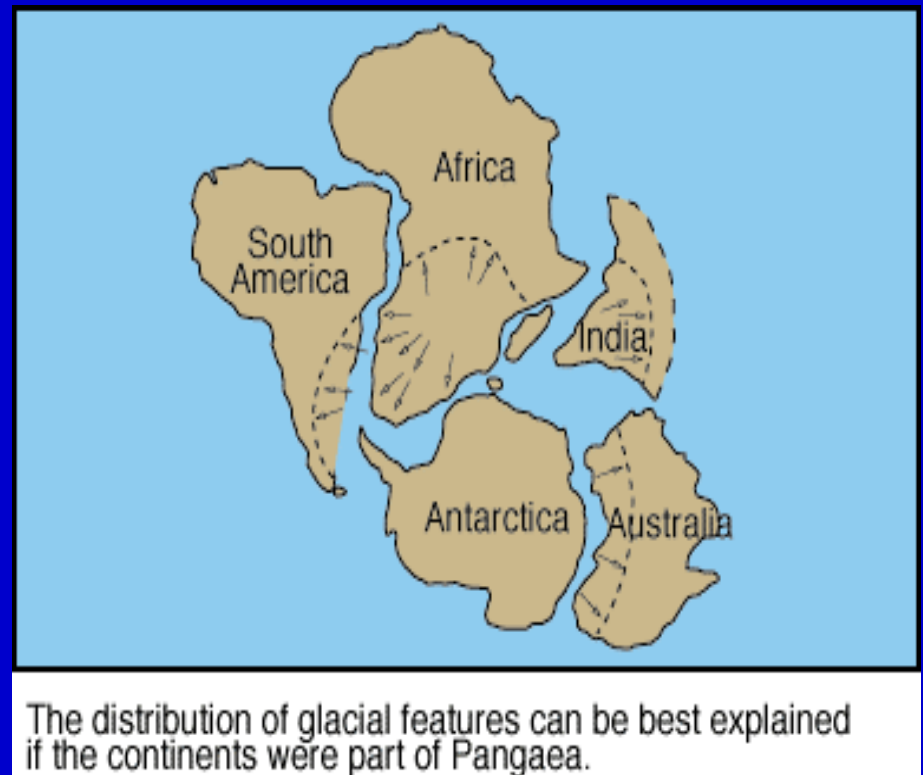 Africa
South
America
India
Antarctica
Australia
The distribution of glacial features can be best explained
if the continents were part of Pangaea.